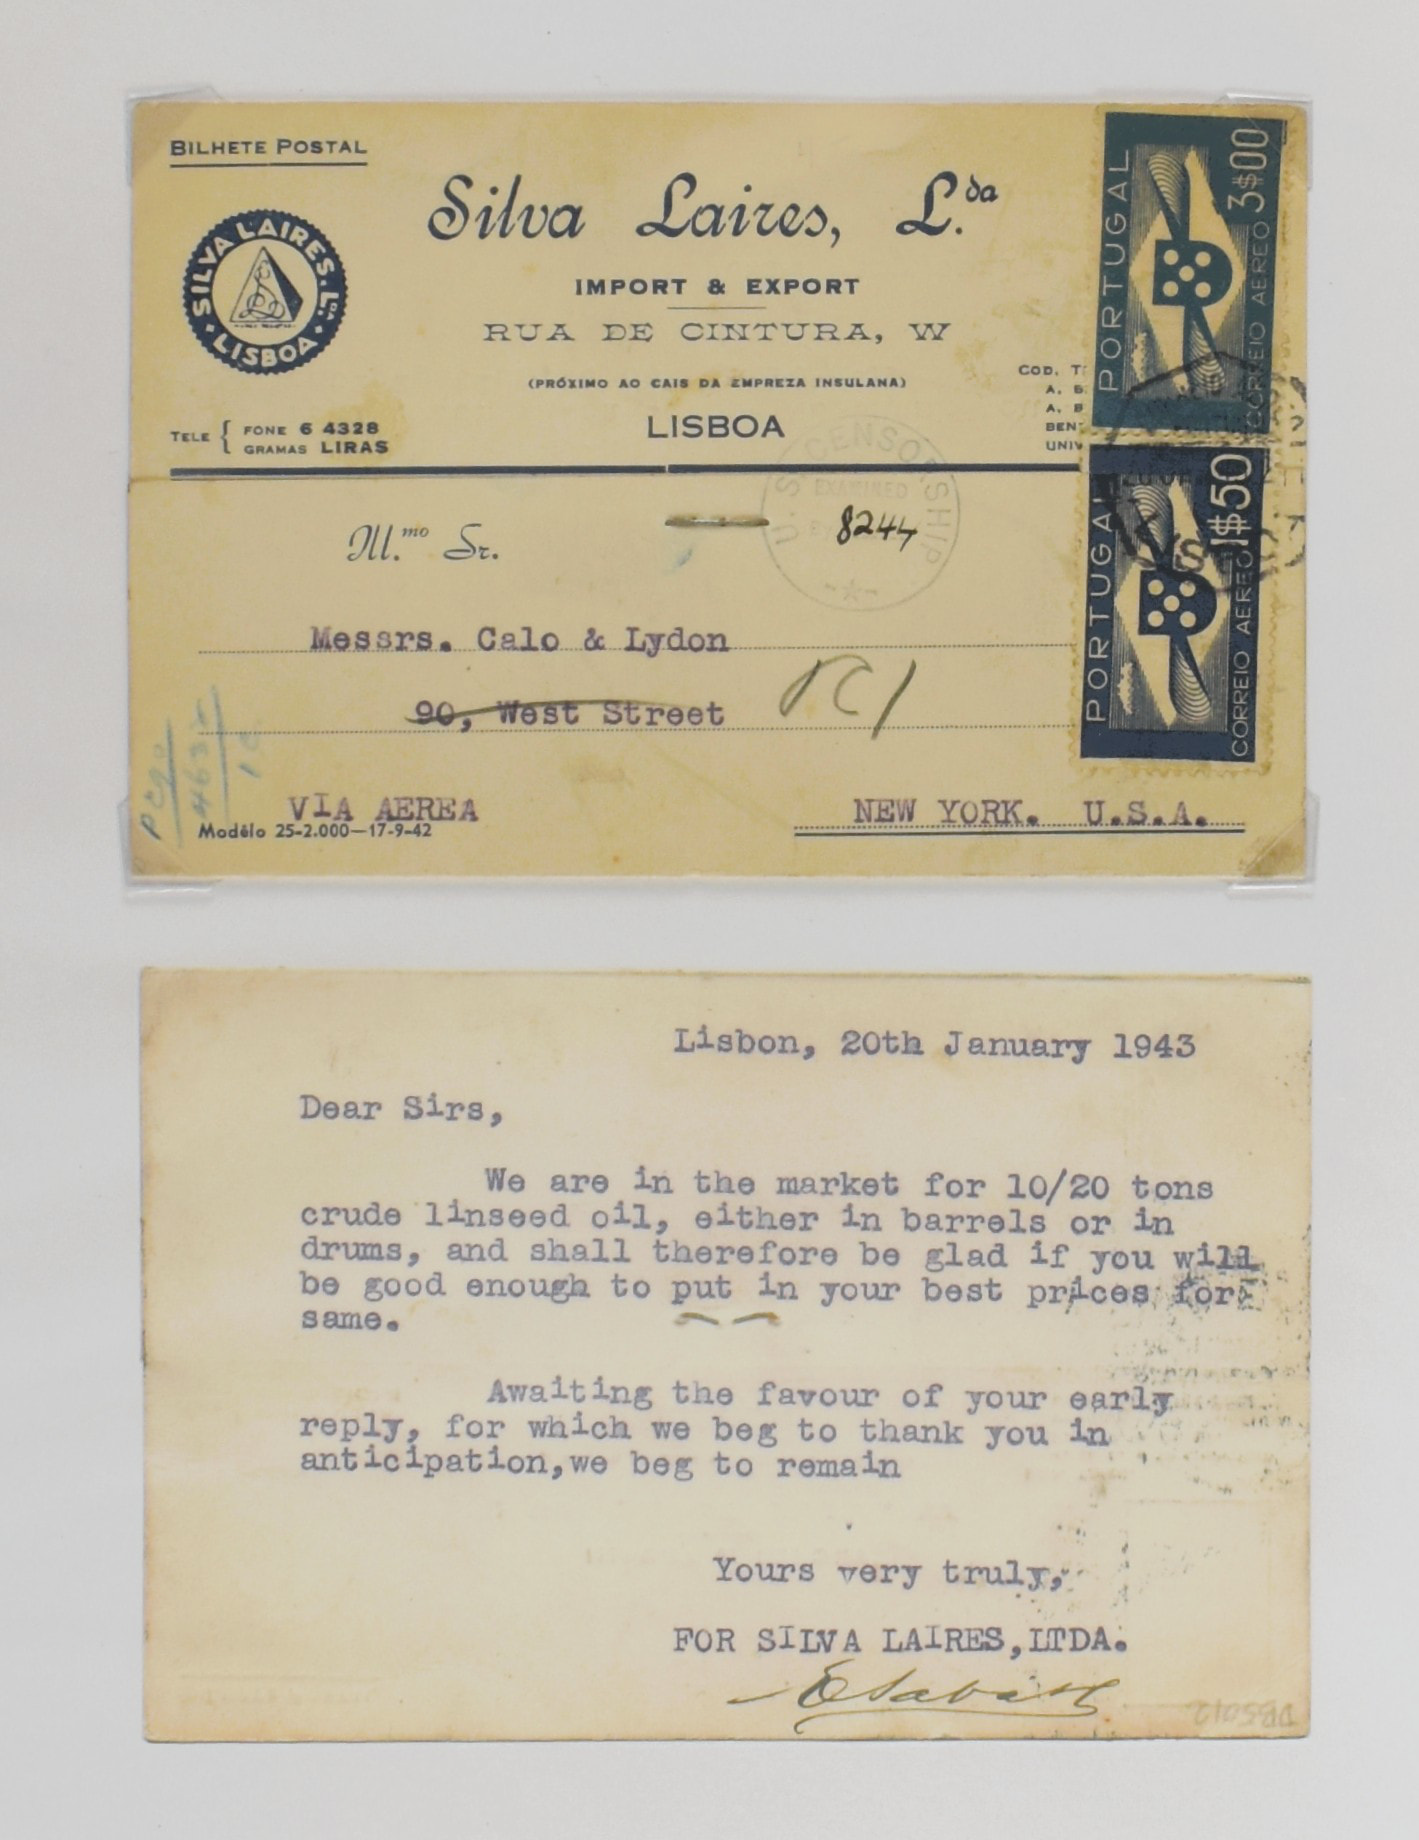 BILHETE POSTAL
SILVA LAIRES, LDA
LISBOA
Silva Laires, L.da
IMPORT & EXPORT
RUA DE CINTURA, W
(PRÓXIMO AO CAIS DA EMPREZA INSULANA)
LISBOA
TELE { FONE 6 4328
GRAMAS LIRAS
COD.
A.
A.
PORTUGAL
3$00
CORREIO AEREO
PORTUGAL
1$50
CORREIO AEREO
U.S. CENSORSHIP
EXAMINED
8244
Ill.mo Sr.
Messrs. Calo & Lydon
90, West Street
VIA AEREA
NEW YORK. U.S.A.
Modêlo 25-2.000—17-9-42
Lisbon, 20th January 1943
Dear Sirs,
We are in the market for 10/20 tons
crude linseed oil, either in barrels or in
drums, and shall therefore be glad if you will
be good enough to put in your best prices for
same.
Awaiting the favour of your early
reply, for which we beg to thank you in
anticipation,we beg to remain
Yours very truly,
FOR SILVA LAIRES,LTDA.